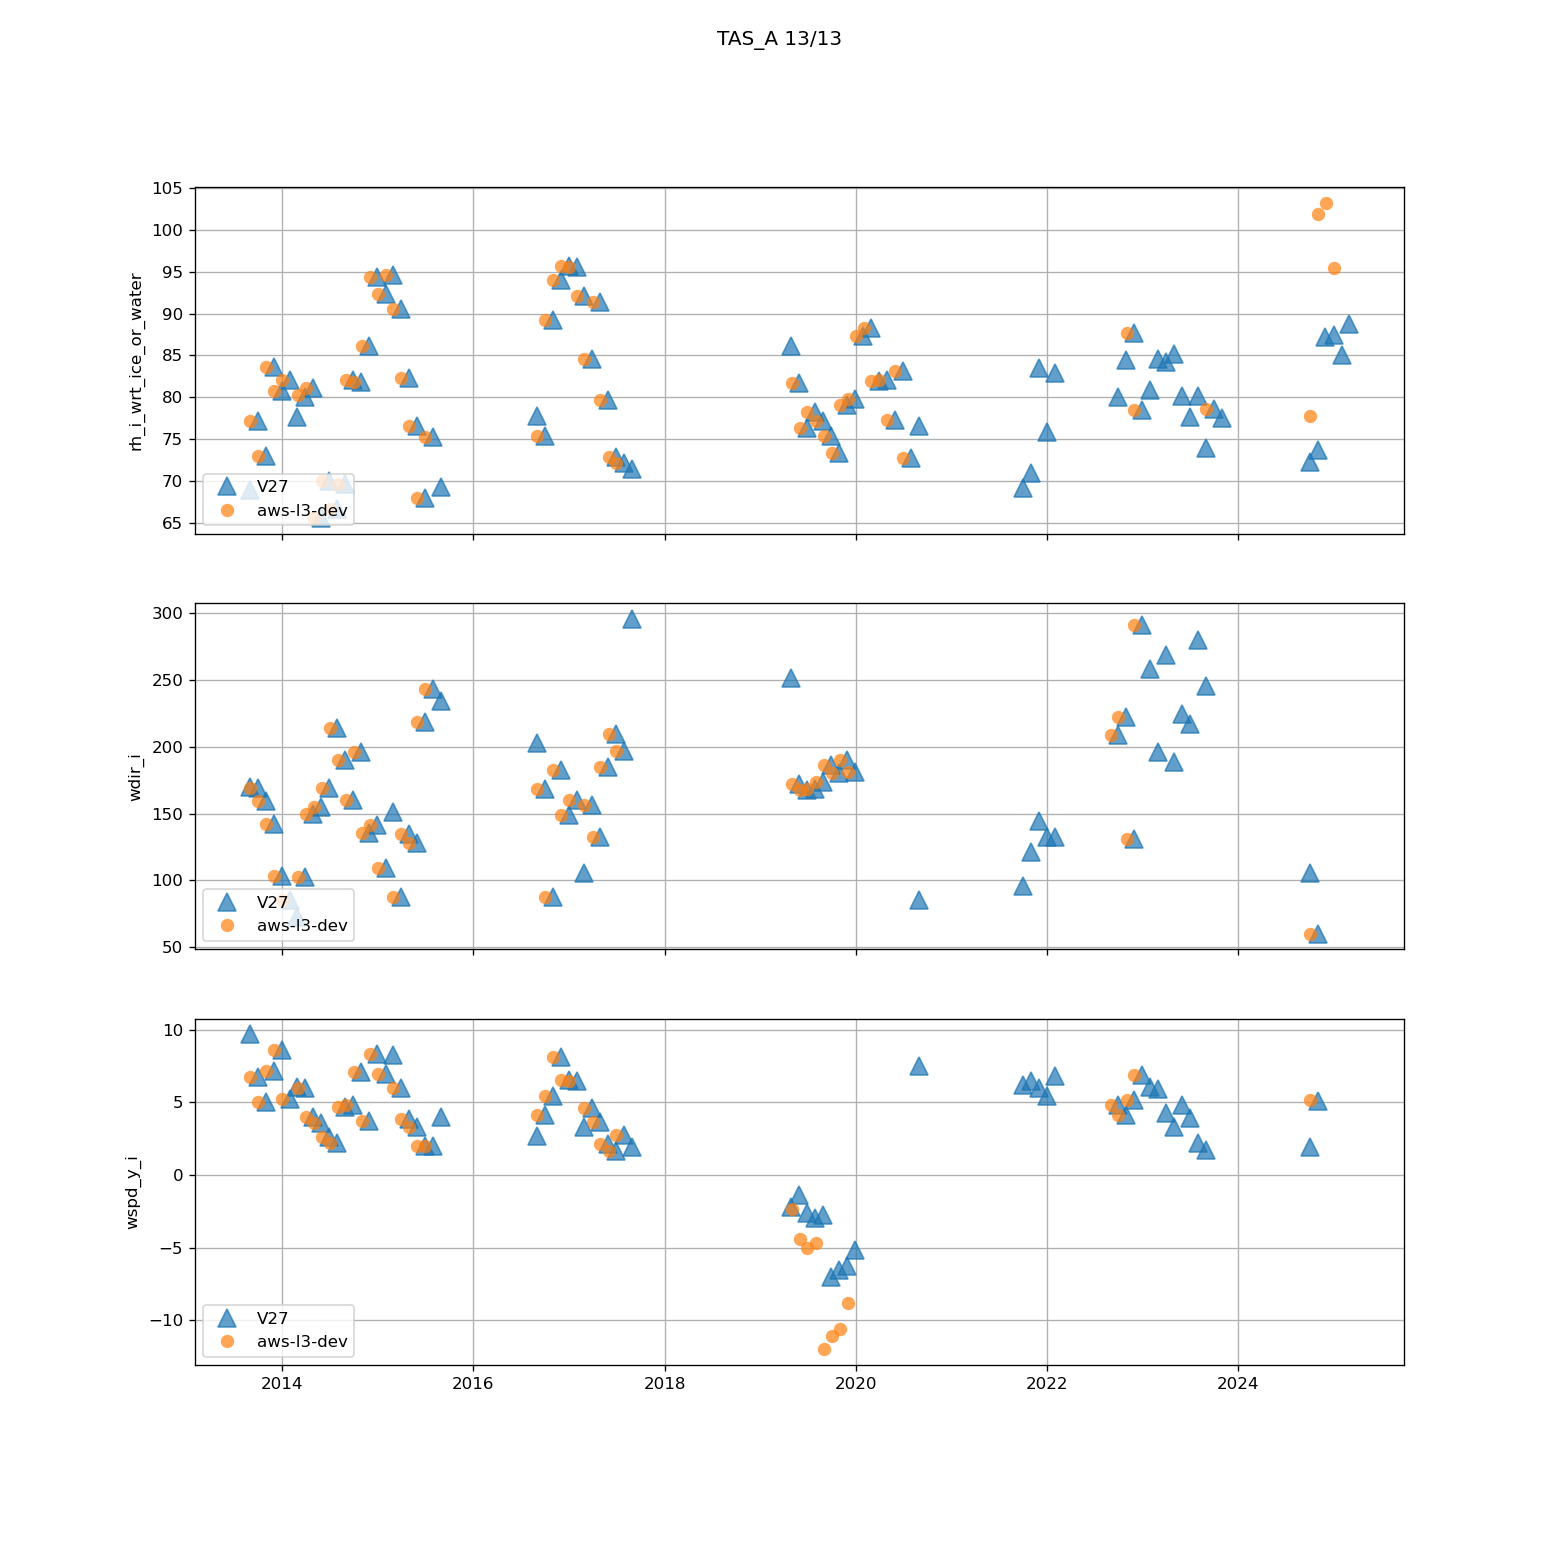 TAS_A 13/13
rh_i_wrt_ice_or_water
105
100
95
90
85
80
75
70
65
V27
aws-l3-dev
wdir_i
300
250
200
150
100
50
V27
aws-l3-dev
wspd_y_i
10
5
0
−5
−10
V27
aws-l3-dev
2014 2016 2018 2020 2022 2024